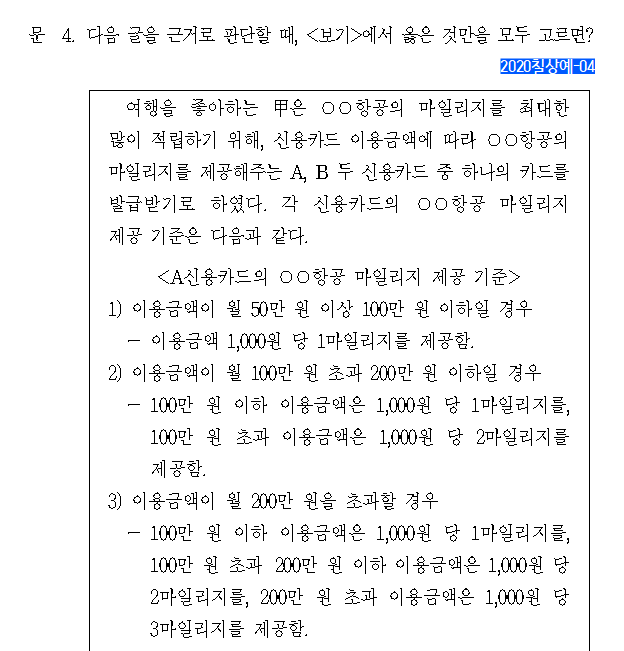 문 4. 다음 글을 근거로 판단할 때, <보기>에서 옳은 것만을 모두 고르면?
2020칠상예-04
여행을 좋아하는 甲은 ○○항공의 마일리지를 최대한
많이 적립하기 위해, 신용카드 이용금액에 따라 ○○항공의
마일리지를 제공해주는 A, B 두 신용카드 중 하나의 카드를
발급받기로 하였다. 각 신용카드의 ○○항공 마일리지
제공 기준은 다음과 같다.
<A신용카드의 ○○항공 마일리지 제공 기준>
1) 이용금액이 월 50만 원 이상 100만 원 이하일 경우
- 이용금액 1,000원 당 1마일리지를 제공함.
2) 이용금액이 월 100만 원 초과 200만 원 이하일 경우
- 100만 원 이하 이용금액은 1,000원 당 1마일리지를,
100만 원 초과 이용금액은 1,000원 당 2마일리지를
제공함.
3) 이용금액이 월 200만 원을 초과할 경우
- 100만 원 이하 이용금액은 1,000원 당 1마일리지를,
100만 원 초과 200만 원 이하 이용금액은 1,000원 당
2마일리지를, 200만 원 초과 이용금액은 1,000원 당
3마일리지를 제공함.